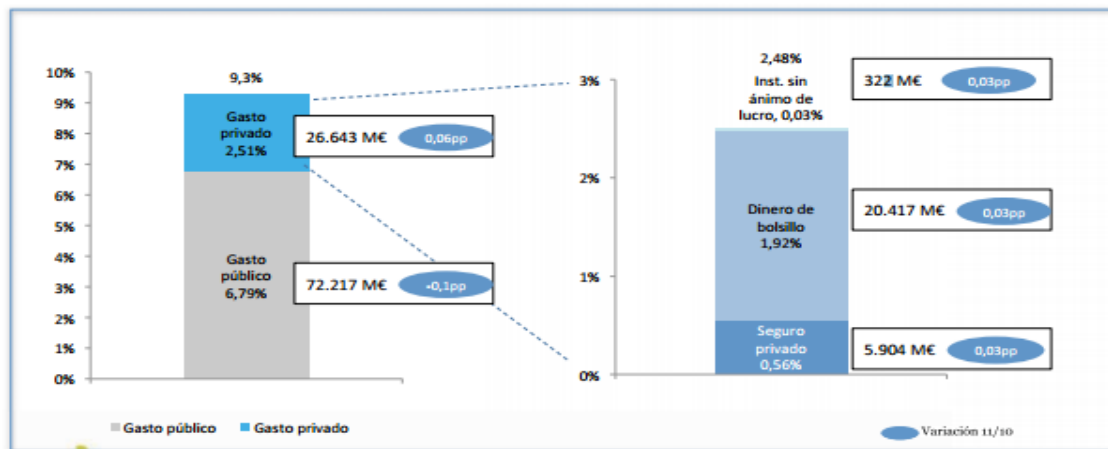 10%
9%
8%
7%
6%
5%
4%
3%
2%
1%
0%
9,3%
Gasto
privado
2,51%
Gasto
público
6,79%
26.643 M€ 0,06pp
72.217 M€ -0,1pp
Gasto público Gasto privado
3%
2%
1%
0%
2,48%
Inst. sin
ánimo de
lucro, 0,03%
Dinero de
bolsillo
1,92%
Seguro
privado
0,56%
322 M€ 0,03pp
20.417 M€ 0,03pp
5.904 M€ 0,03pp
Variación 11/10